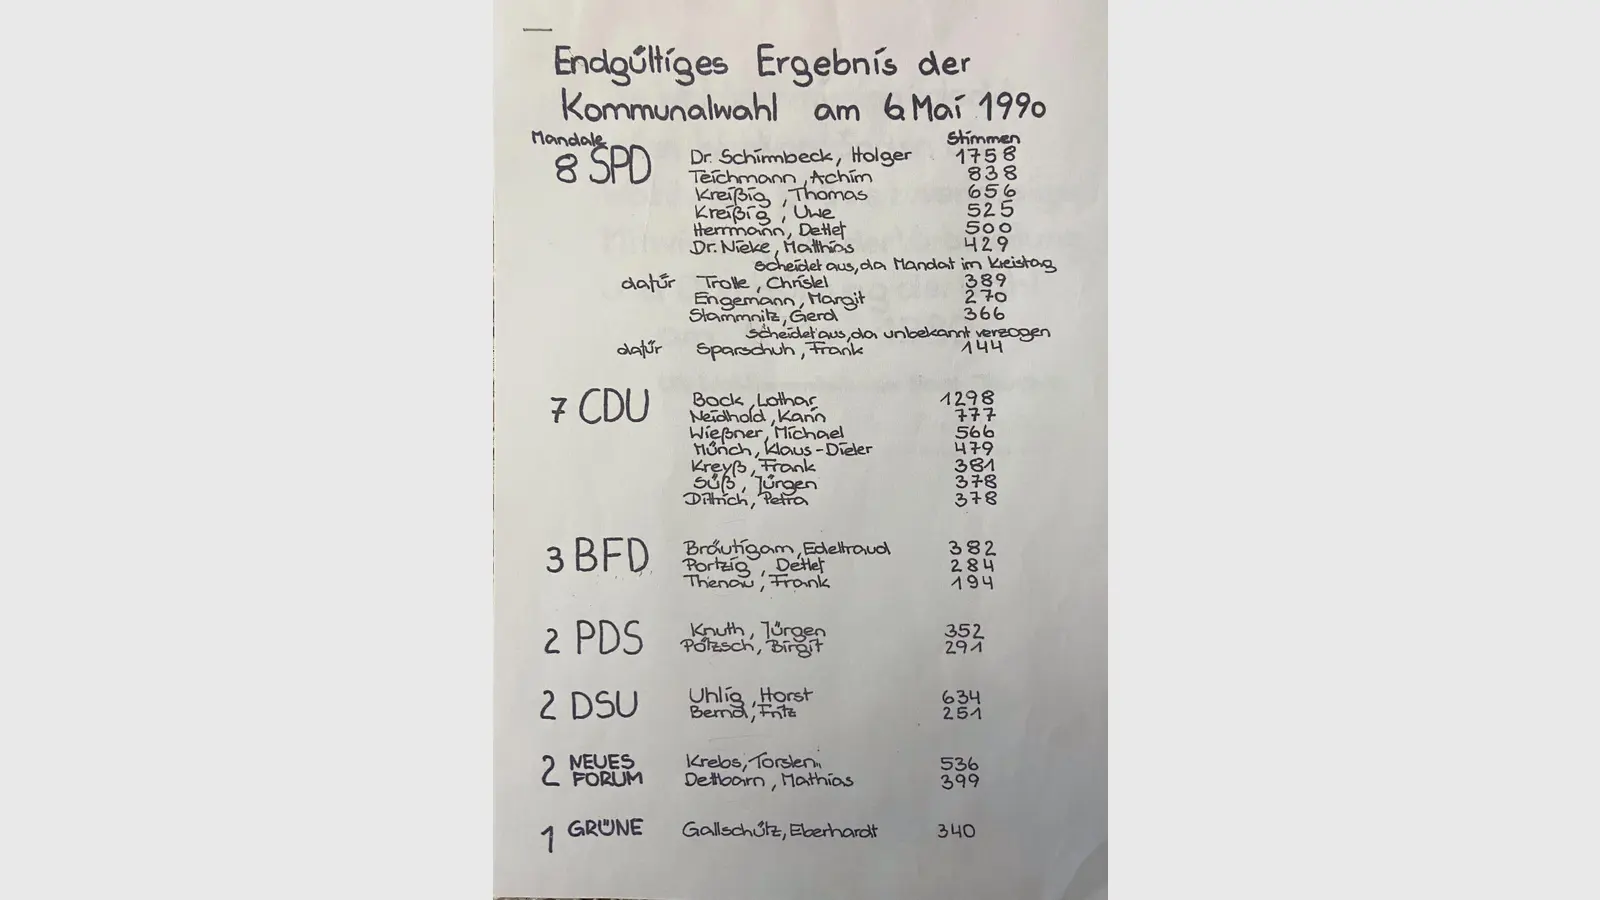 Endgültiges Ergebnis der
Kommunalwahl am 6. Mai 1990
Mandate Stimmen
8 SPD Dr. Schirmbeck, Holger 1758
Teichmann, Achim 838
Kreißig, Thomas 656
Kreißig, Uwe 525
Herrmann, Detlef 500
Dr. Nieke, Matthias 429
scheidet aus, da Mandat im Kreistag
dafür Trolle, Christel 389
Engemann, Margit 270
Stammnitz, Gerd 366
scheidet aus, da unbekannt verzogen
dafür Sparschuh, Frank 144
7 CDU Bock, Lothar 1298
Neidhold, Karin 777
Wießner, Michael 566
Münch, Klaus-Dieter 479
Kreyß, Frank 381
Süß, Jürgen 378
Dittrich, Petra 378
3 BFD Bräutigam, Edeltraud 382
Portzig, Detlef 284
Thienau, Frank 194
2 PDS Knuth, Jürgen 352
Pötzsch, Birgit 291
2 DSU Uhlig, Horst 634
Bernd, Fritz 251
2 NEUES Krebs, Torsten 536
FORUM Dettbarn, Mathias 399
1 GRÜNE Gallschütz, Eberhardt 340